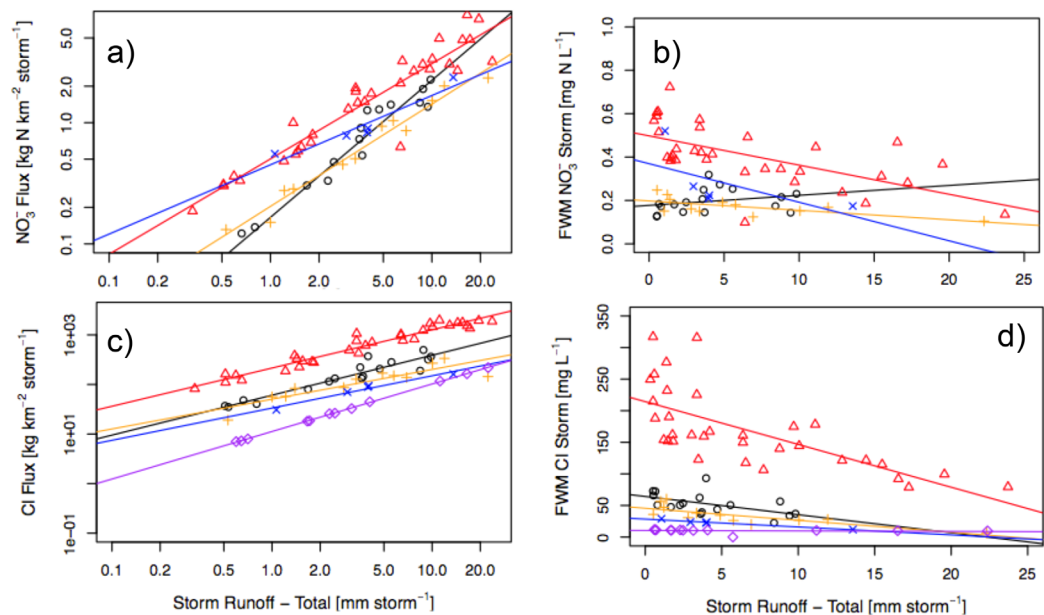 a)
NO₃⁻ Flux [kg N km⁻² storm⁻¹]
5.0
2.0
1.0
0.5
0.2
0.1
0.1 0.2 0.5 1.0 2.0 5.0 10.0 20.0
b)
FWM NO₃⁻ Storm [mg N L⁻¹]
1.0
0.8
0.6
0.4
0.2
0.0
0 5 10 15 20 25
c)
Cl Flux [kg km⁻² storm⁻¹]
1e+03
1e+01
1e−01
0.1 0.2 0.5 1.0 2.0 5.0 10.0 20.0
Storm Runoff − Total [mm storm⁻¹]
d)
FWM Cl Storm [mg L⁻¹]
350
250
150
50
0
0 5 10 15 20 25
Storm Runoff − Total [mm storm⁻¹]